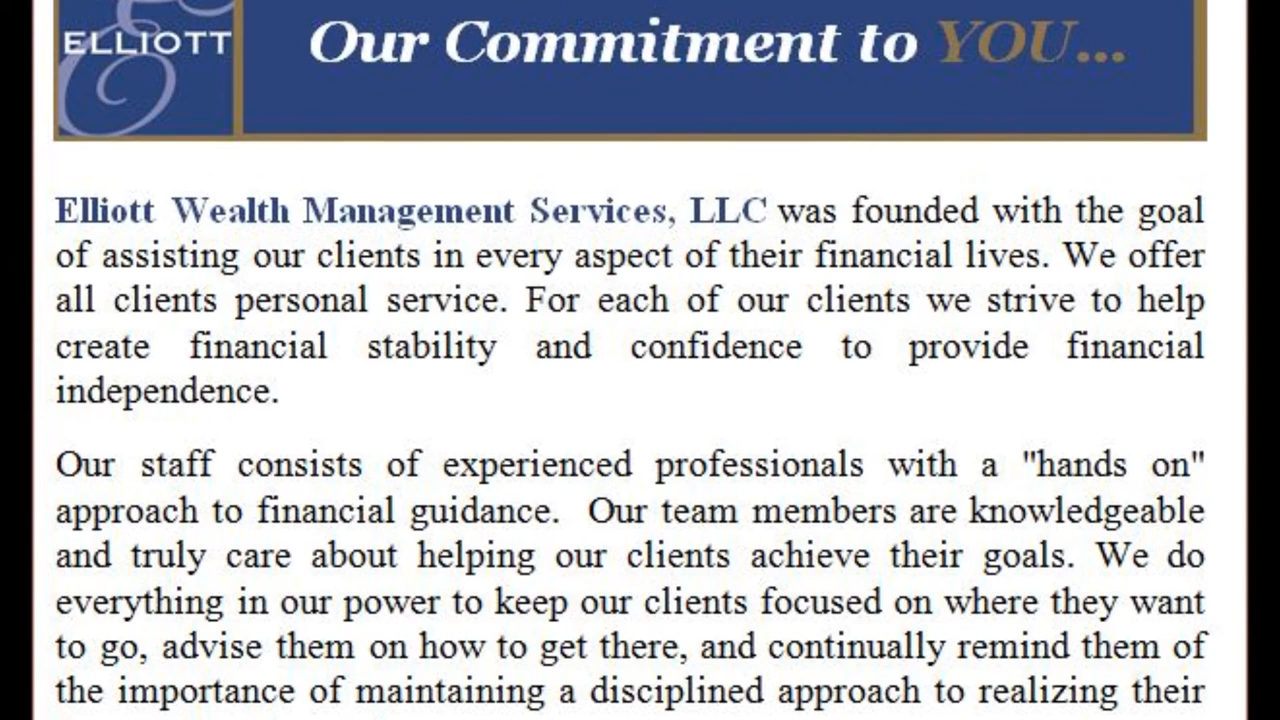 ELLIOTT
Our Commitment to YOU...
Elliott Wealth Management Services, LLC was founded with the goal
of assisting our clients in every aspect of their financial lives. We offer
all clients personal service. For each of our clients we strive to help
create financial stability and confidence to provide financial
independence.
Our staff consists of experienced professionals with a "hands on"
approach to financial guidance.  Our team members are knowledgeable
and truly care about helping our clients achieve their goals. We do
everything in our power to keep our clients focused on where they want
to go, advise them on how to get there, and continually remind them of
the importance of maintaining a disciplined approach to realizing their